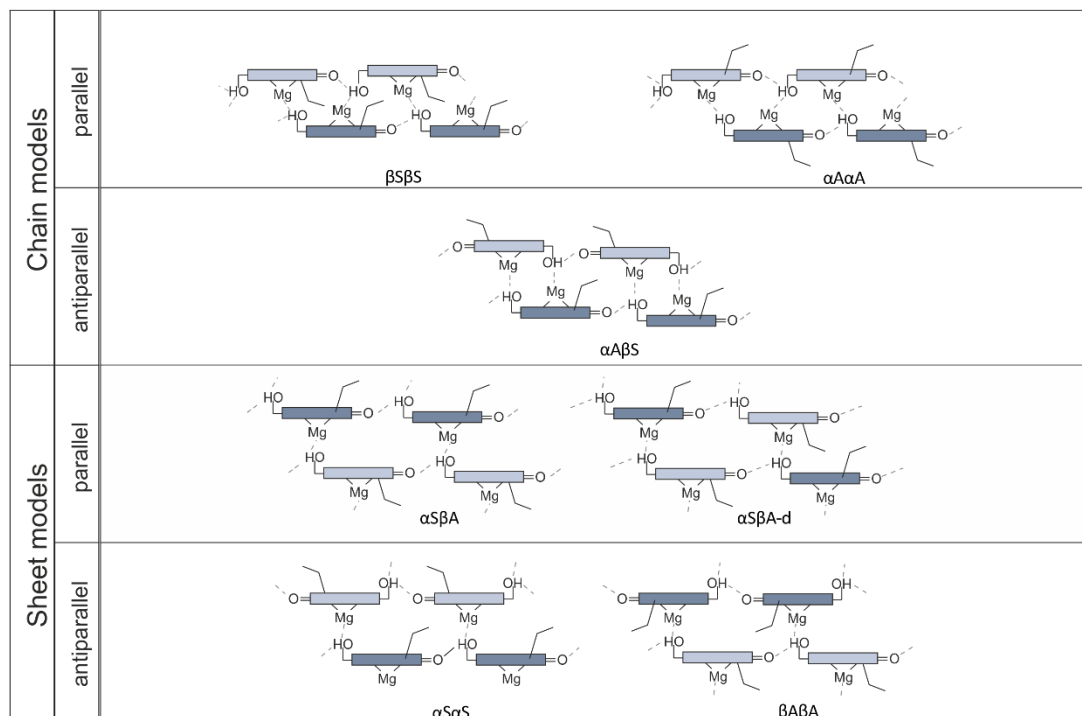 Chain models
parallel
HO O HO O
Mg Mg
HO Mg O HO Mg O
βSβS
HO O HO O
Mg Mg
HO Mg O HO Mg O
αAαA
antiparallel
O OH O OH
Mg Mg
HO Mg O HO Mg O
αAβS
Sheet models
parallel
HO O HO O
Mg Mg
HO O HO O
Mg Mg
αSβA
HO O HO O
Mg Mg
HO O HO O
Mg Mg
αSβA-d
antiparallel
O OH O OH
Mg Mg
HO O HO O
Mg Mg
αSαS
O OH O OH
Mg Mg
HO O HO O
Mg Mg
βAβA